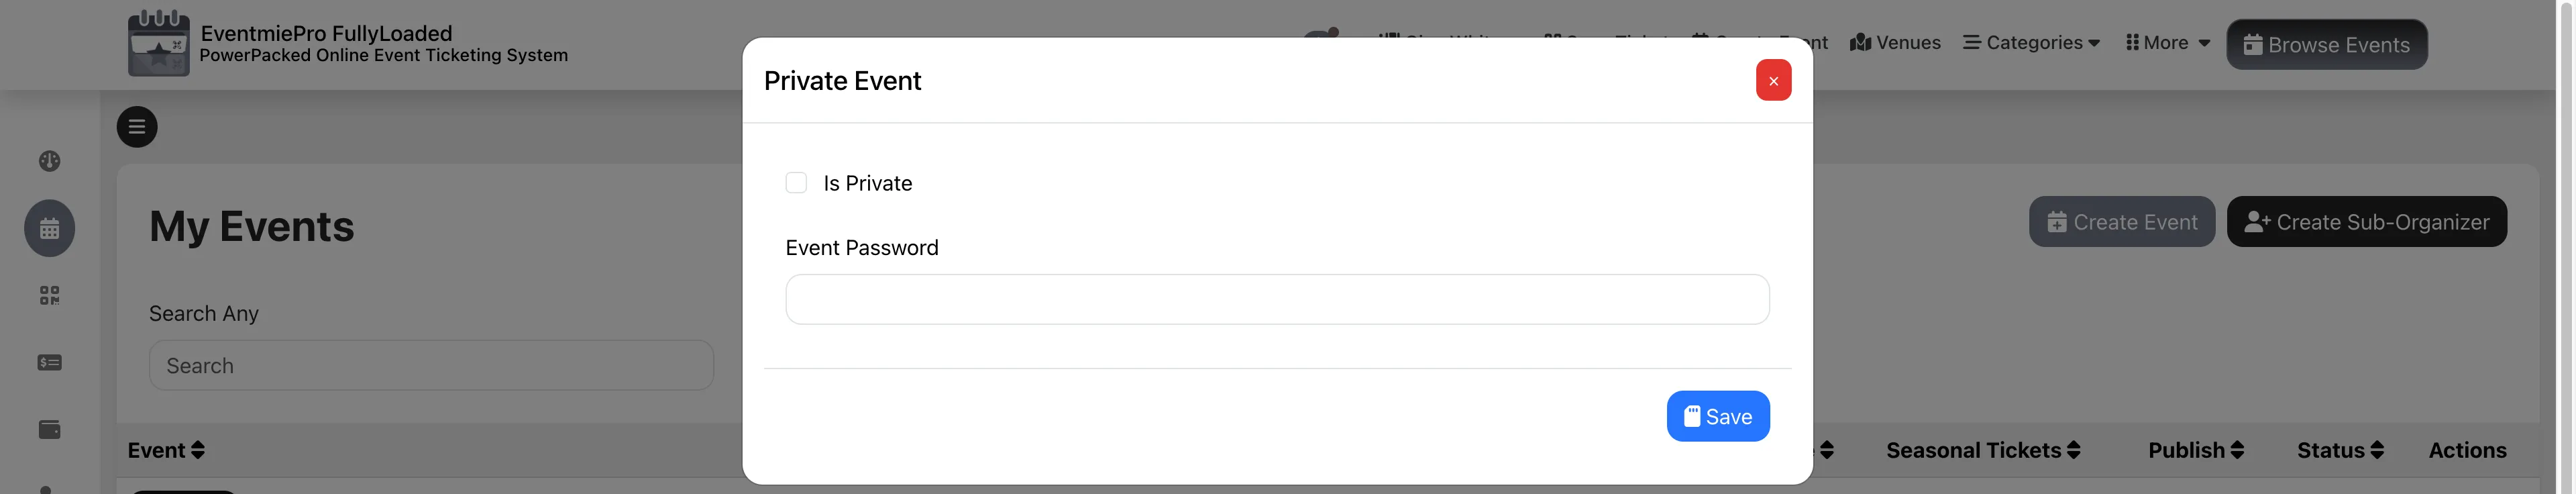 EventmiePro FullyLoaded
PowerPacked Online Event Ticketing System
Venues
Categories
More
Browse Events
Private Event
×
Is Private
My Events
Create Event
Create Sub-Organizer
Event Password
Search Any
Search
Save
Event
Seasonal Tickets
Publish
Status
Actions